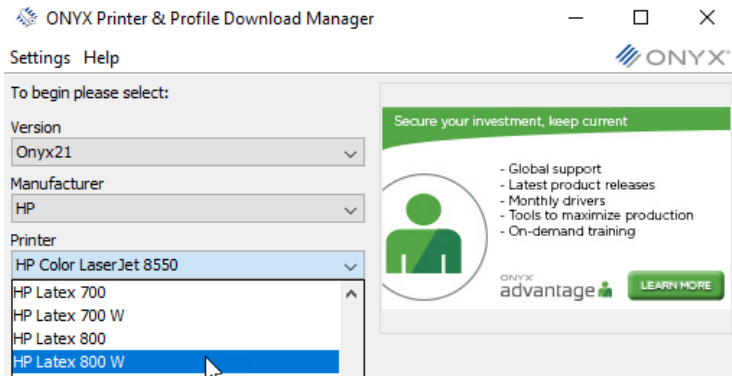 ONYX Printer & Profile Download Manager
Settings Help
ONYX
To begin please select:
Version
Onyx21
Manufacturer
HP
Printer
HP Color LaserJet 8550
HP Latex 700
HP Latex 700 W
HP Latex 800
HP Latex 800 W
Secure your investment, keep current
- Global support
- Latest product releases
- Monthly drivers
- Tools to maximize production
- On-demand training
ONYX
advantage
LEARN MORE